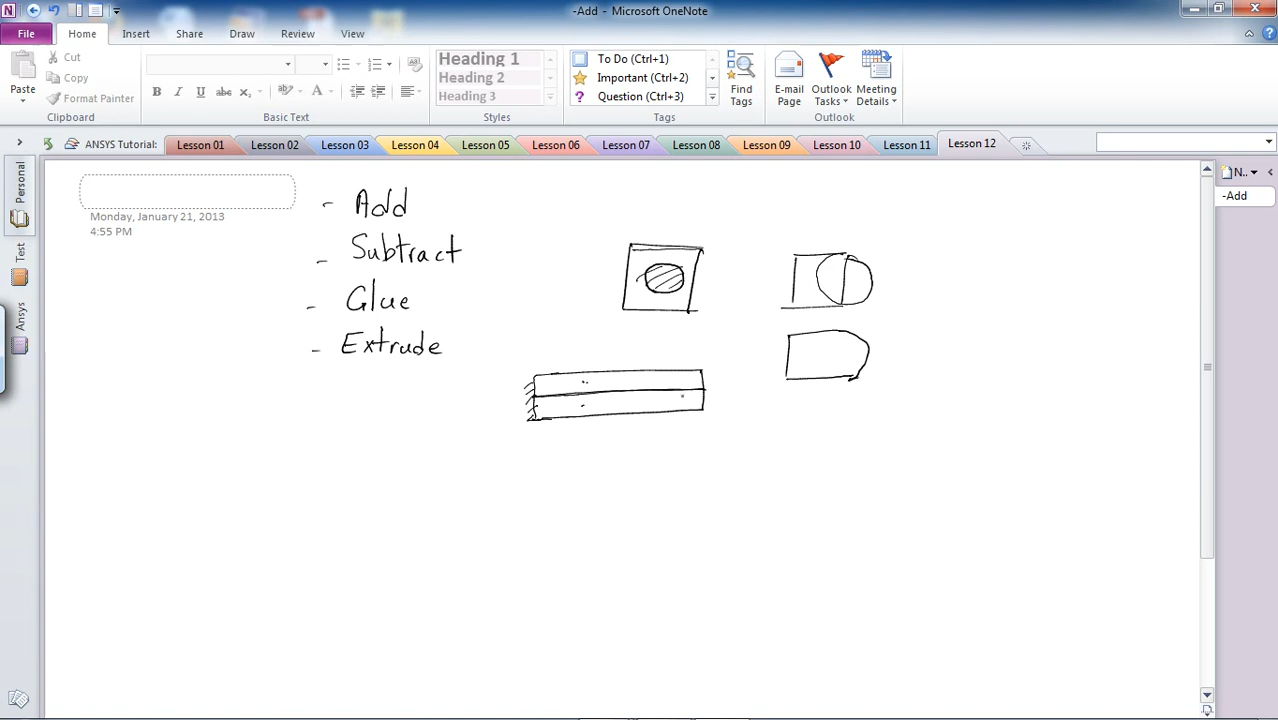 -Add - Microsoft OneNote
File Home Insert Share Draw Review View
Paste
Cut
Copy
Format Painter
Clipboard
B I U abc X₂ ab A
Basic Text
Heading 1
Heading 2
Heading 3
Styles
To Do (Ctrl+1)
Important (Ctrl+2)
? Question (Ctrl+3)
Find
Tags
Tags
E-mail
Page
Outlook
Tasks
Meeting
Details
Outlook
ANSYS Tutorial: Lesson 01 Lesson 02 Lesson 03 Lesson 04 Lesson 05 Lesson 06 Lesson 07 Lesson 08 Lesson 09 Lesson 10 Lesson 11 Lesson 12
N..
-Add
Personal
Test
Ansys
Monday, January 21, 2013
4:55 PM
- Add
- Subtract
- Glue
- Extrude